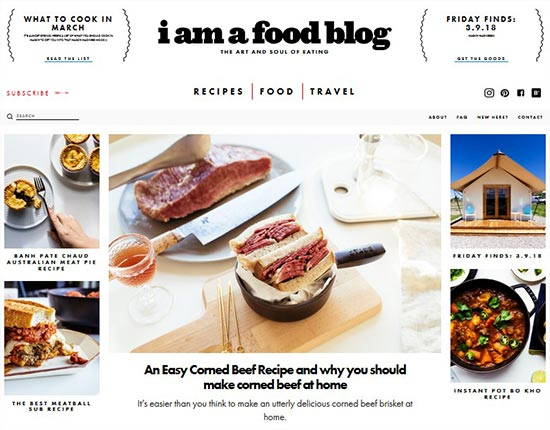 WHAT TO COOK IN
MARCH
READ THE LIST
i am a food blog
THE ART AND SOUL OF EATING
FRIDAY FINDS:
3.9.18
GET THE GOODS
SUBSCRIBE
RECIPES | FOOD | TRAVEL
SEARCH
ABOUT FAQ NEW HERE? CONTACT
BANH PATE CHAUD
AUSTRALIAN MEAT PIE
RECIPE
THE BEST MEATBALL
SUB RECIPE
An Easy Corned Beef Recipe and why you should
make corned beef at home
It's easier than you think to make an utterly delicious corned beef brisket at
home.
FRIDAY FINDS: 3.9.18
INSTANT POT BO KHO
RECIPE